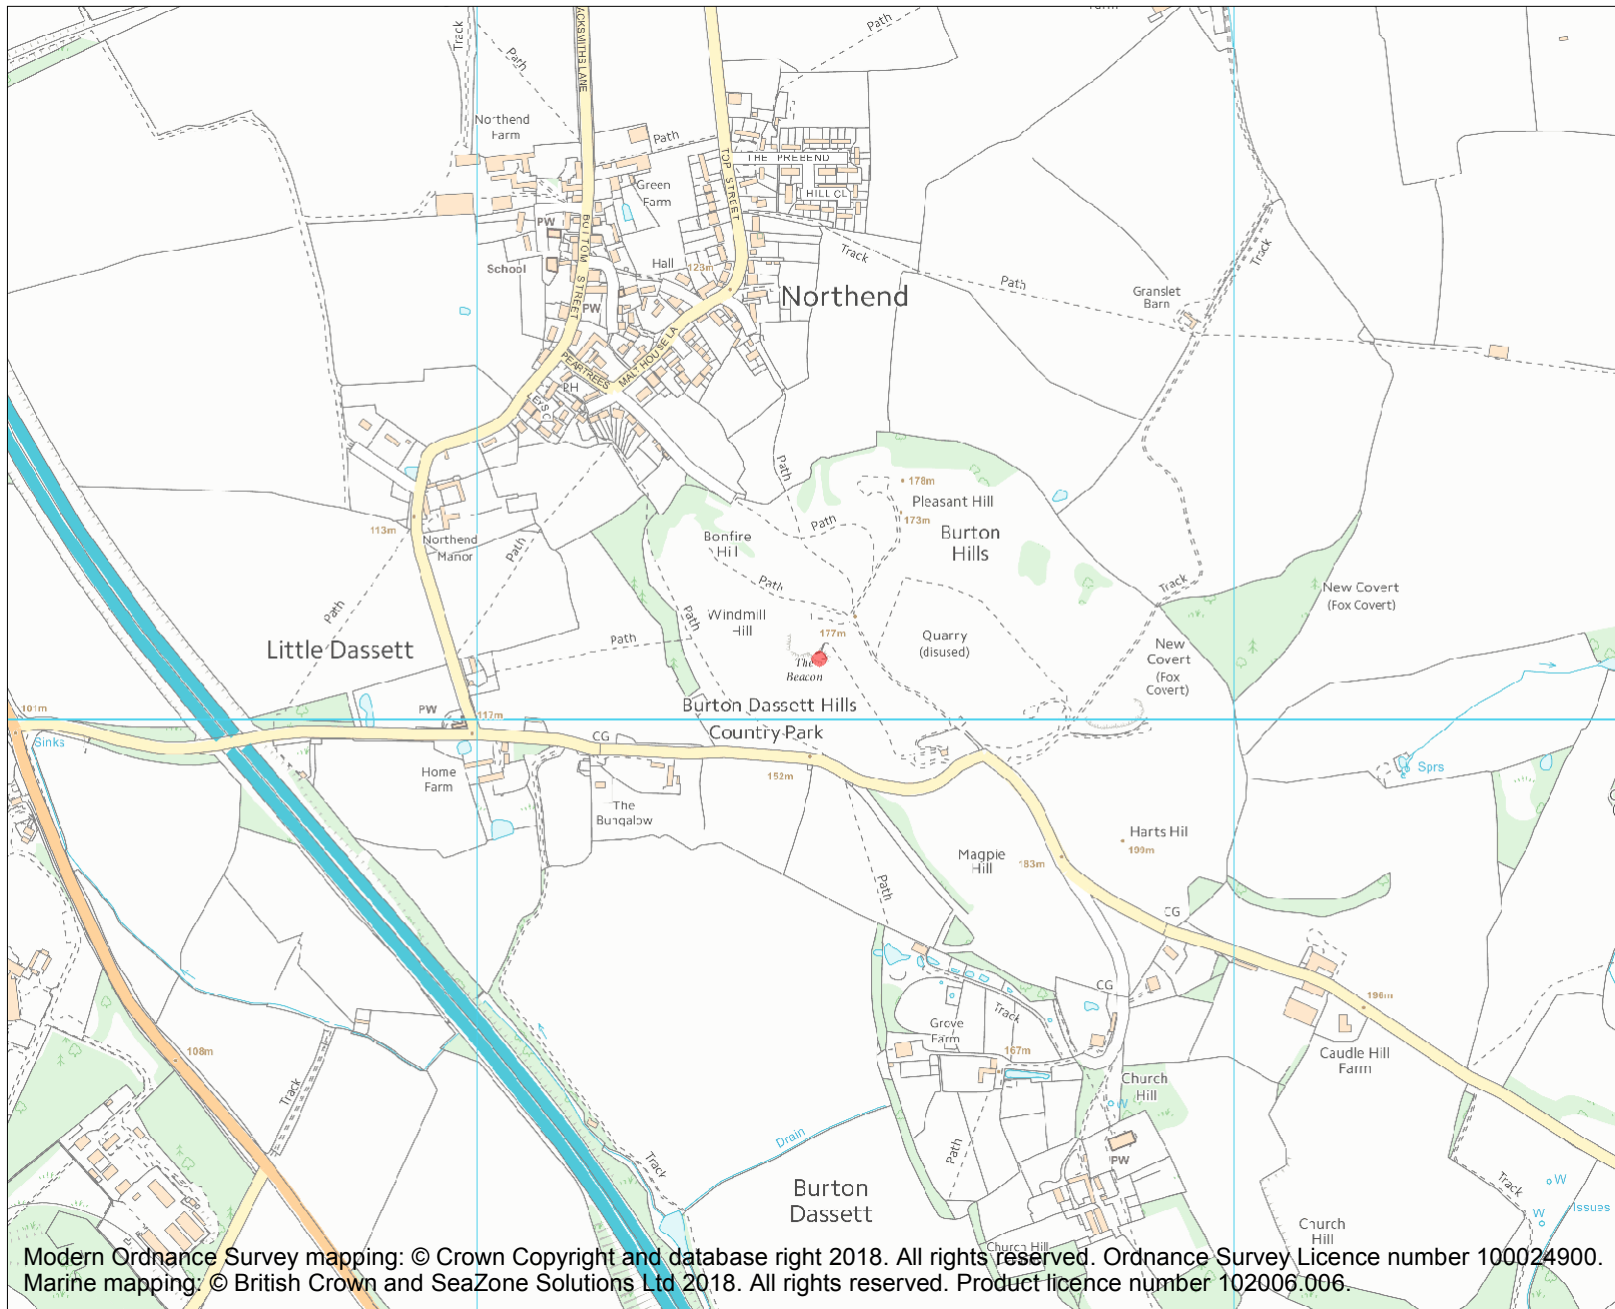 Path
Track
ACKSMITHS LANE
Path
Northend
Farm
Path
TOP STREET
THE PREBEND
Green
Farm
HILL CL
PW
BOTTOM STREET
Track
School
Hall
123m
Path
Northend
Granslet
Barn
Track
PW
PEARTREES
MALTHOUSE LA
PH
Path
178m
Pleasant Hill
173m
Path
113m
Northend
Manor
Path
Bonfire
Hill
Burton
Hills
Path
Track
New Covert
(Fox Covert)
Path
Path
Windmill
Hill
177m
Quarry
(disused)
Little Dassett
Path
The
Beacon
New
Covert
(Fox
Covert)
Burton Dassett Hills
Country Park
101m
PW
117m
Sinks
CG
152m
Home
Farm
The
Bungalow
Sprs
Harts Hil
199m
Magpie
Hill
183m
Path
CG
CG
Track
Grove
Farm
167m
196m
Caudle Hill
Farm
108m
Track
Church
Hill
W
Drain
Path
PW
Track
Track
W
W
Issues
Burton
Dassett
Church
Hill
Church Hill
Modern Ordnance Survey mapping: © Crown Copyright and database right 2018. All rights reserved. Ordnance Survey Licence number 100024900.
Marine mapping: © British Crown and SeaZone Solutions Ltd 2018. All rights reserved. Product licence number 102006.006.